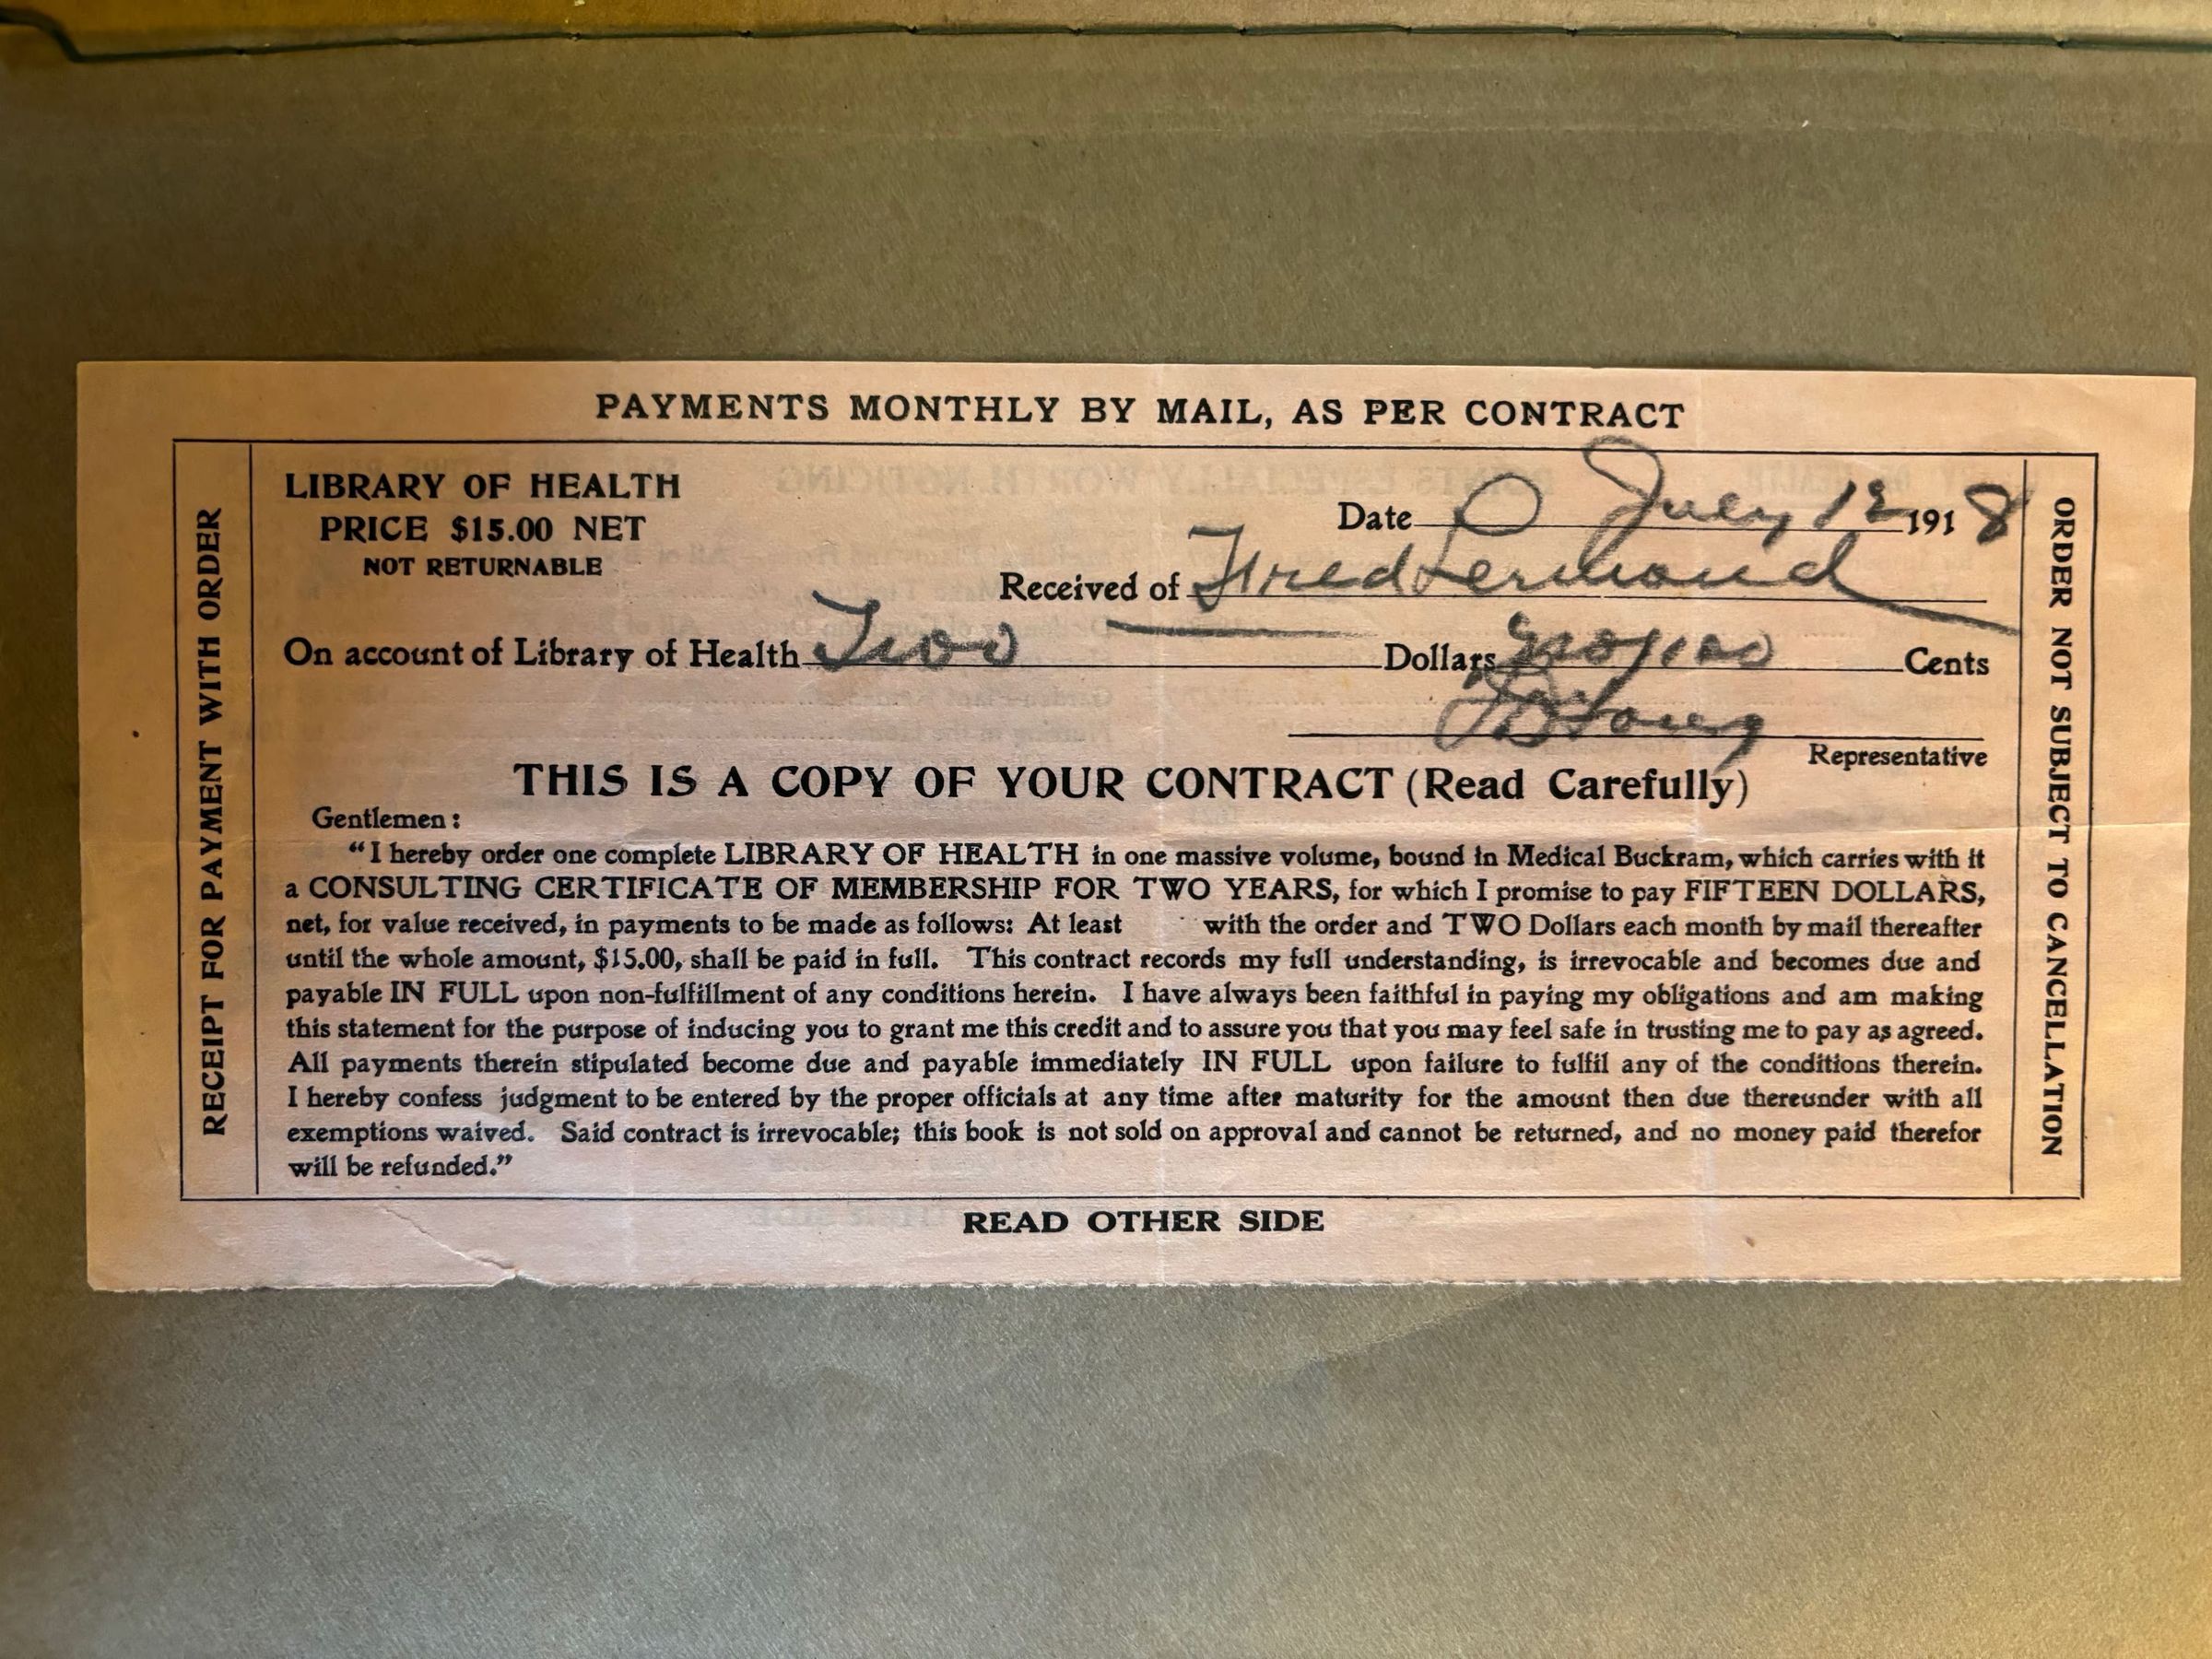 PAYMENTS MONTHLY BY MAIL, AS PER CONTRACT
RECEIPT FOR PAYMENT WITH ORDER
LIBRARY OF HEALTH
PRICE $15.00 NET
NOT RETURNABLE
Date July 12 1918
Received of Fred Lermond
On account of Library of Health Two Dollars no/100 Cents
Representative
THIS IS A COPY OF YOUR CONTRACT (Read Carefully)
Gentlemen:
"I hereby order one complete LIBRARY OF HEALTH in one massive volume, bound in Medical Buckram, which carries with it
a CONSULTING CERTIFICATE OF MEMBERSHIP FOR TWO YEARS, for which I promise to pay FIFTEEN DOLLARS,
net, for value received, in payments to be made as follows: At least with the order and TWO Dollars each month by mail thereafter
until the whole amount, $15.00, shall be paid in full. This contract records my full understanding, is irrevocable and becomes due and
payable IN FULL upon non-fulfillment of any conditions herein. I have always been faithful in paying my obligations and am making
this statement for the purpose of inducing you to grant me this credit and to assure you that you may feel safe in trusting me to pay as agreed.
All payments therein stipulated become due and payable immediately IN FULL upon failure to fulfil any of the conditions therein.
I hereby confess judgment to be entered by the proper officials at any time after maturity for the amount then due thereunder with all
exemptions waived. Said contract is irrevocable; this book is not sold on approval and cannot be returned, and no money paid therefor
will be refunded."
ORDER NOT SUBJECT TO CANCELLATION
READ OTHER SIDE